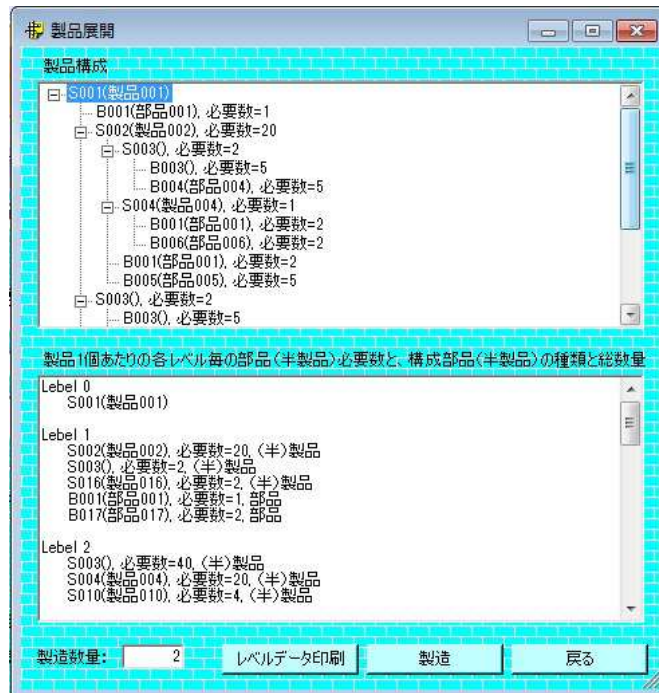 製品展開
製品構成
S001(製品001)
B001(部品001), 必要数=1
S002(製品002), 必要数=20
S003(), 必要数=2
B003(), 必要数=5
B004(部品004), 必要数=5
S004(製品004), 必要数=1
B001(部品001), 必要数=2
B006(部品006), 必要数=2
B001(部品001), 必要数=2
B005(部品005), 必要数=5
S003(), 必要数=2
B003(), 必要数=5
製品1個あたりの各レベル毎の部品(半製品)必要数と、構成部品(半製品)の種類と総数量
Lebel 0
S001(製品001)
Lebel 1
S002(製品002), 必要数=20, (半)製品
S003(), 必要数=2, (半)製品
S016(製品016), 必要数=2, (半)製品
B001(部品001), 必要数=1, 部品
B017(部品017), 必要数=2, 部品
Lebel 2
S003(), 必要数=40, (半)製品
S004(製品004), 必要数=20, (半)製品
S010(製品010), 必要数=4, (半)製品
製造数量: 2 レベルデータ印刷 製造 戻る